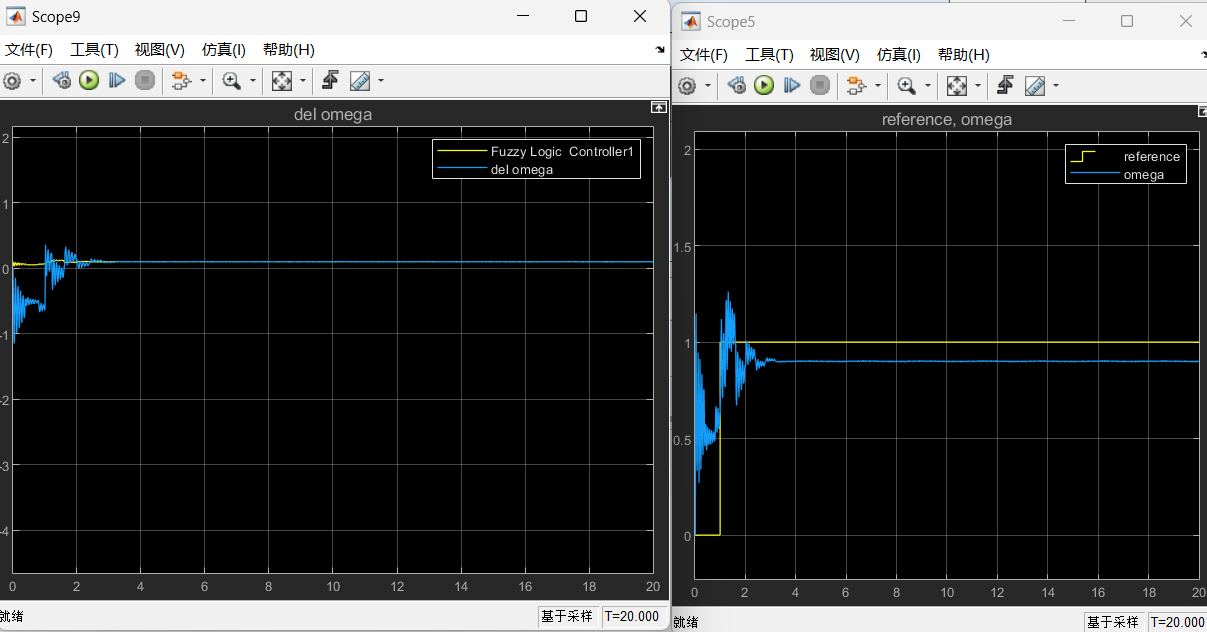 Scope9
文件(F) 工具(T) 视图(V) 仿真(I) 帮助(H)
del omega
Fuzzy Logic Controller1
del omega
2
1
0
-1
-2
-3
-4
0 2 4 6 8 10 12 14 16 18 20
就绪
基于采样 T=20.000
Scope5
文件(F) 工具(T) 视图(V) 仿真(I) 帮助(H)
reference, omega
reference
omega
2
1.5
1
0.5
0
0 2 4 6 8 10 12 14 16 18 20
就绪
基于采样 T=20.000